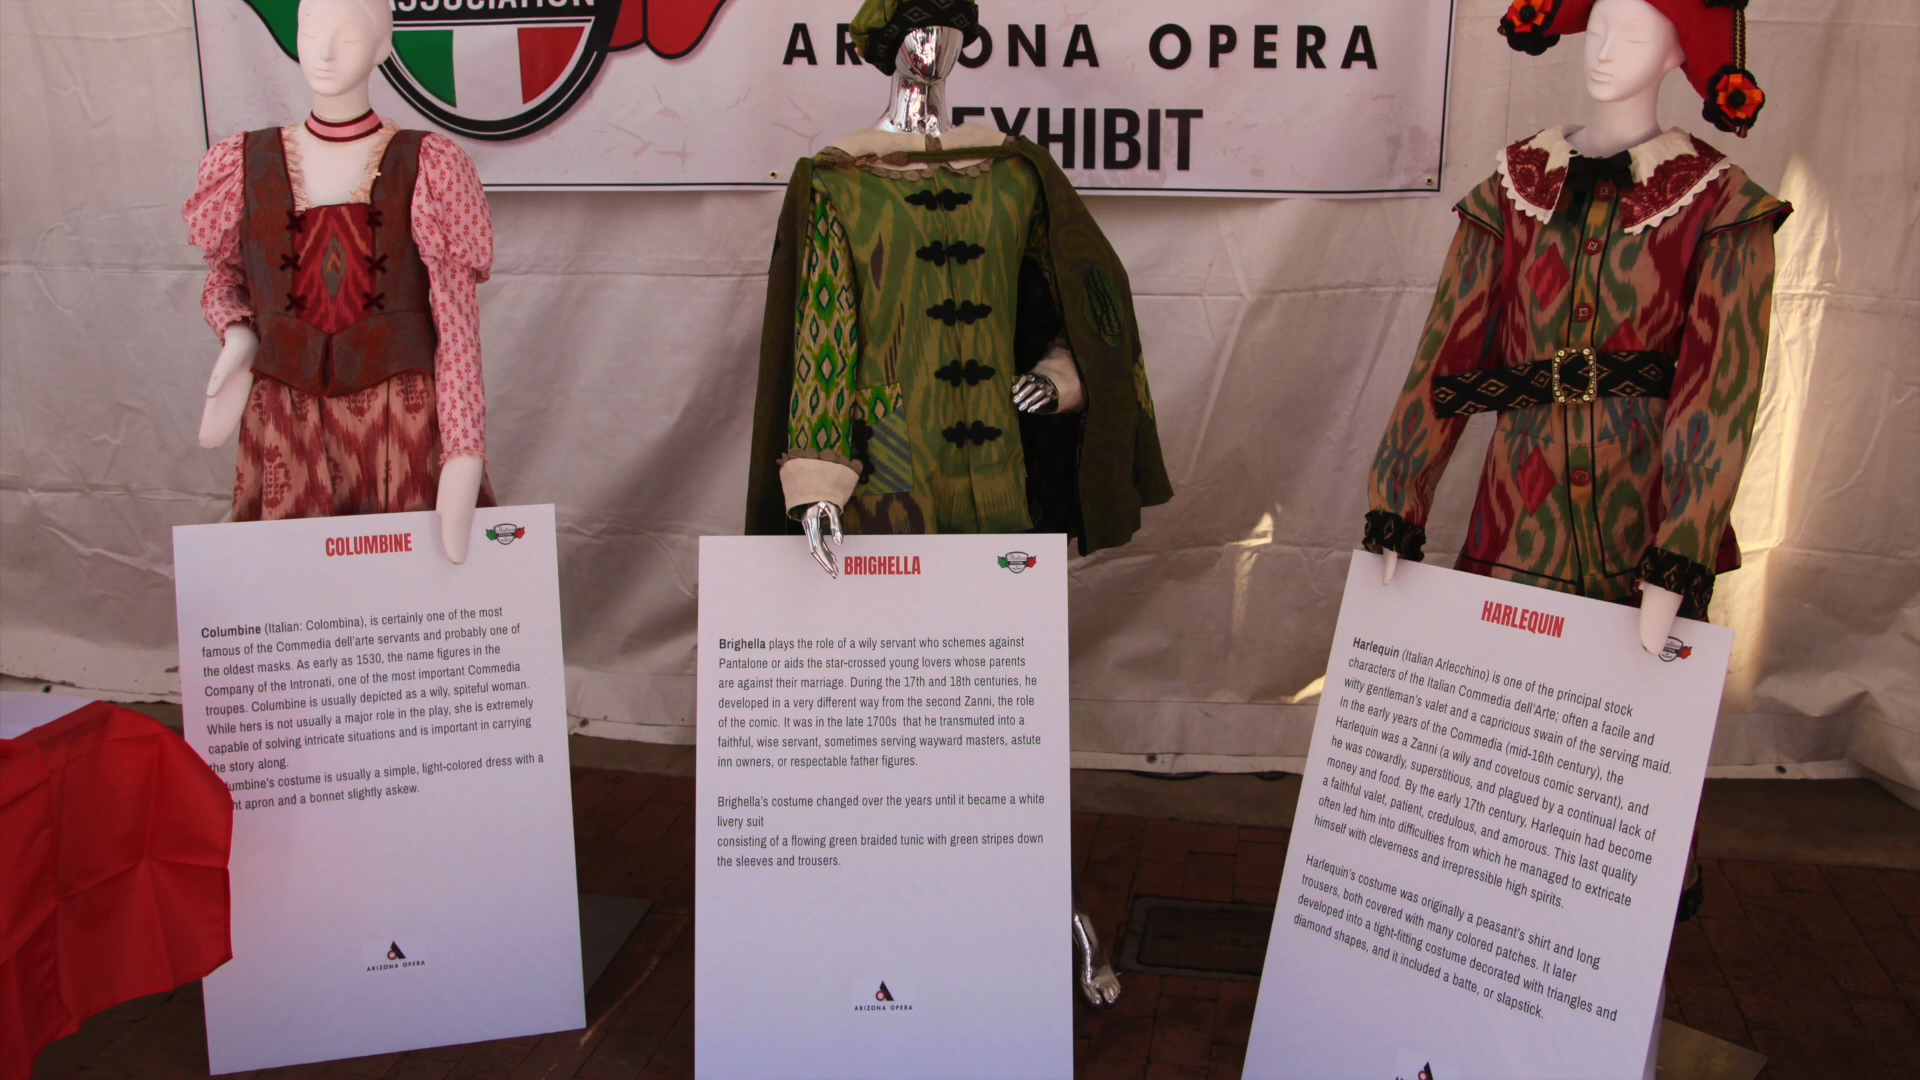 ASSOCIATION
ARIZONA OPERA
EXHIBIT
COLUMBINE
Columbine (Italian: Colombina), is certainly one of the most
famous of the Commedia dell'arte servants and probably one of
the oldest masks. As early as 1530, the name figures in the
Company of the Intronati, one of the most important Commedia
troupes. Columbine is usually depicted as a wily, spiteful woman.
While hers is not usually a major role in the play, she is extremely
capable of solving intricate situations and is important in carrying
the story along.
Columbine's costume is usually a simple, light-colored dress with a
apron and a bonnet slightly askew.
ARIZONA OPERA
BRIGHELLA
Brighella plays the role of a wily servant who schemes against
Pantalone or aids the star-crossed young lovers whose parents
are against their marriage. During the 17th and 18th centuries, he
developed in a very different way from the second Zanni, the role
of the comic. It was in the late 1700s that he transmuted into a
faithful, wise servant, sometimes serving wayward masters, astute
inn owners, or respectable father figures.
Brighella's costume changed over the years until it became a white
livery suit
consisting of a flowing green braided tunic with green stripes down
the sleeves and trousers.
ARIZONA OPERA
HARLEQUIN
Harlequin (Italian Arlecchino) is one of the principal stock
characters of the Italian Commedia dell'Arte; often a facile and
witty gentleman's valet and a capricious swain of the serving maid.
In the early years of the Commedia (mid-16th century), the
Harlequin was a Zanni (a wily and covetous comic servant), and
he was cowardly, superstitious, and plagued by a continual lack of
money and food. By the early 17th century, Harlequin had become
a faithful valet, patient, credulous, and amorous. This last quality
often led him into difficulties from which he managed to extricate
himself with cleverness and irrepressible high spirits.
Harlequin's costume was originally a peasant's shirt and long
trousers, both covered with many colored patches. It later
developed into a tight-fitting costume decorated with triangles and
diamond shapes, and it included a batte, or slapstick.